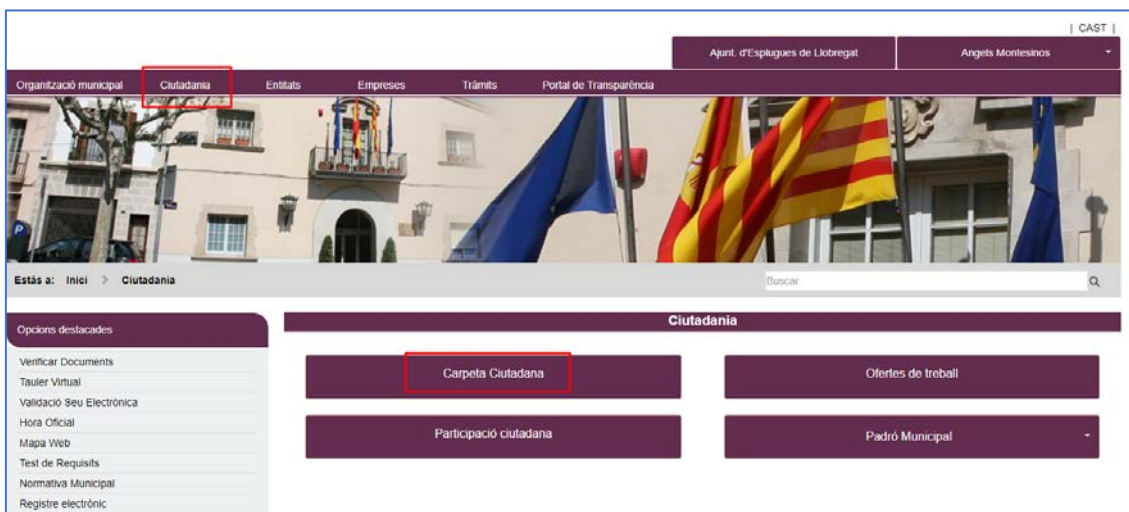 | CAST |
Ajunt. d'Esplugues de Llobregat
Angels Montesinos
Organització municipal
Ciutadania
Entitats
Empreses
Tràmits
Portal de Transparència
P
Estàs a: Inici > Ciutadania
Buscar
Opcions destacades
Verificar Documents
Tauler Virtual
Validació Seu Electrònica
Hora Oficial
Mapa Web
Test de Requisits
Normativa Municipal
Registre electrònic
Ciutadania
Carpeta Ciutadana
Ofertes de treball
Participació ciutadana
Padró Municipal